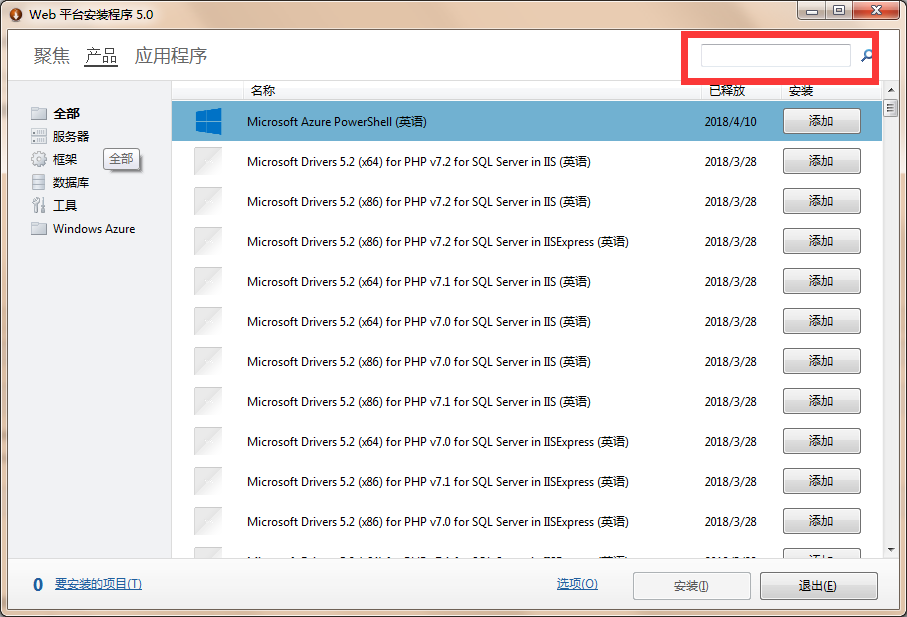 Web 平台安装程序 5.0
聚焦 产品 应用程序
名称 已释放 安装
全部
服务器
框架
全部
数据库
工具
Windows Azure
Microsoft Azure PowerShell (英语) 2018/4/10 添加
Microsoft Drivers 5.2 (x64) for PHP v7.2 for SQL Server in IIS (英语) 2018/3/28 添加
Microsoft Drivers 5.2 (x86) for PHP v7.2 for SQL Server in IIS (英语) 2018/3/28 添加
Microsoft Drivers 5.2 (x86) for PHP v7.2 for SQL Server in IISExpress (英语) 2018/3/28 添加
Microsoft Drivers 5.2 (x64) for PHP v7.1 for SQL Server in IIS (英语) 2018/3/28 添加
Microsoft Drivers 5.2 (x64) for PHP v7.0 for SQL Server in IIS (英语) 2018/3/28 添加
Microsoft Drivers 5.2 (x86) for PHP v7.0 for SQL Server in IIS (英语) 2018/3/28 添加
Microsoft Drivers 5.2 (x86) for PHP v7.1 for SQL Server in IIS (英语) 2018/3/28 添加
Microsoft Drivers 5.2 (x64) for PHP v7.0 for SQL Server in IISExpress (英语) 2018/3/28 添加
Microsoft Drivers 5.2 (x86) for PHP v7.1 for SQL Server in IISExpress (英语) 2018/3/28 添加
Microsoft Drivers 5.2 (x86) for PHP v7.0 for SQL Server in IISExpress (英语) 2018/3/28 添加
0 要安装的项目(T) 选项(O) 安装(I) 退出(E)